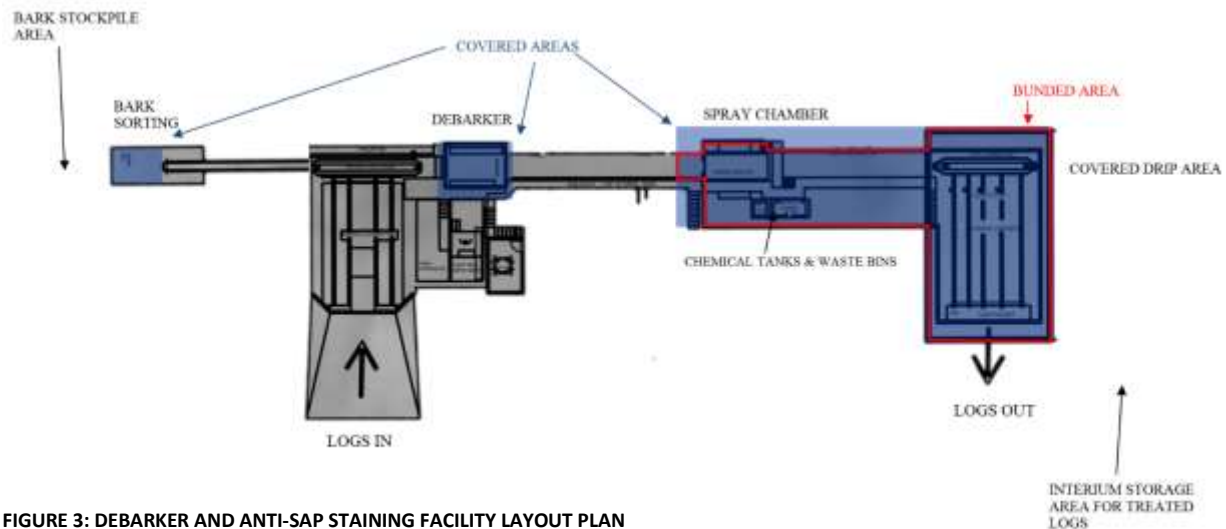 BARK STOCKPILE
AREA
COVERED AREAS
BARK
SORTING
DEBARKER
SPRAY CHAMBER
BUNDED AREA
COVERED DRIP AREA
CHEMICAL TANKS & WASTE BINS
LOGS IN
LOGS OUT
INTERIUM STORAGE
AREA FOR TREATED
LOGS
FIGURE 3: DEBARKER AND ANTI-SAP STAINING FACILITY LAYOUT PLAN